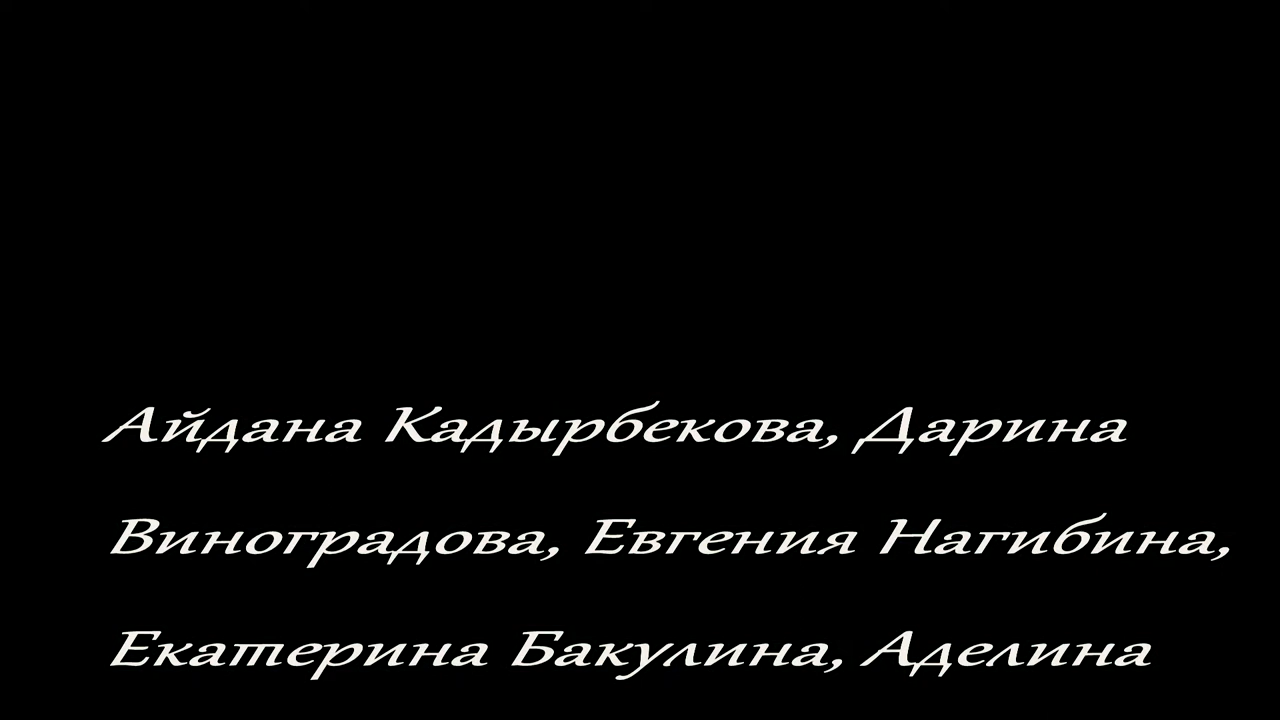 Айдана Кадырбекова, Дарина
Виноградова, Евгения Нагибина,
Екатерина Бакулина, Аделина